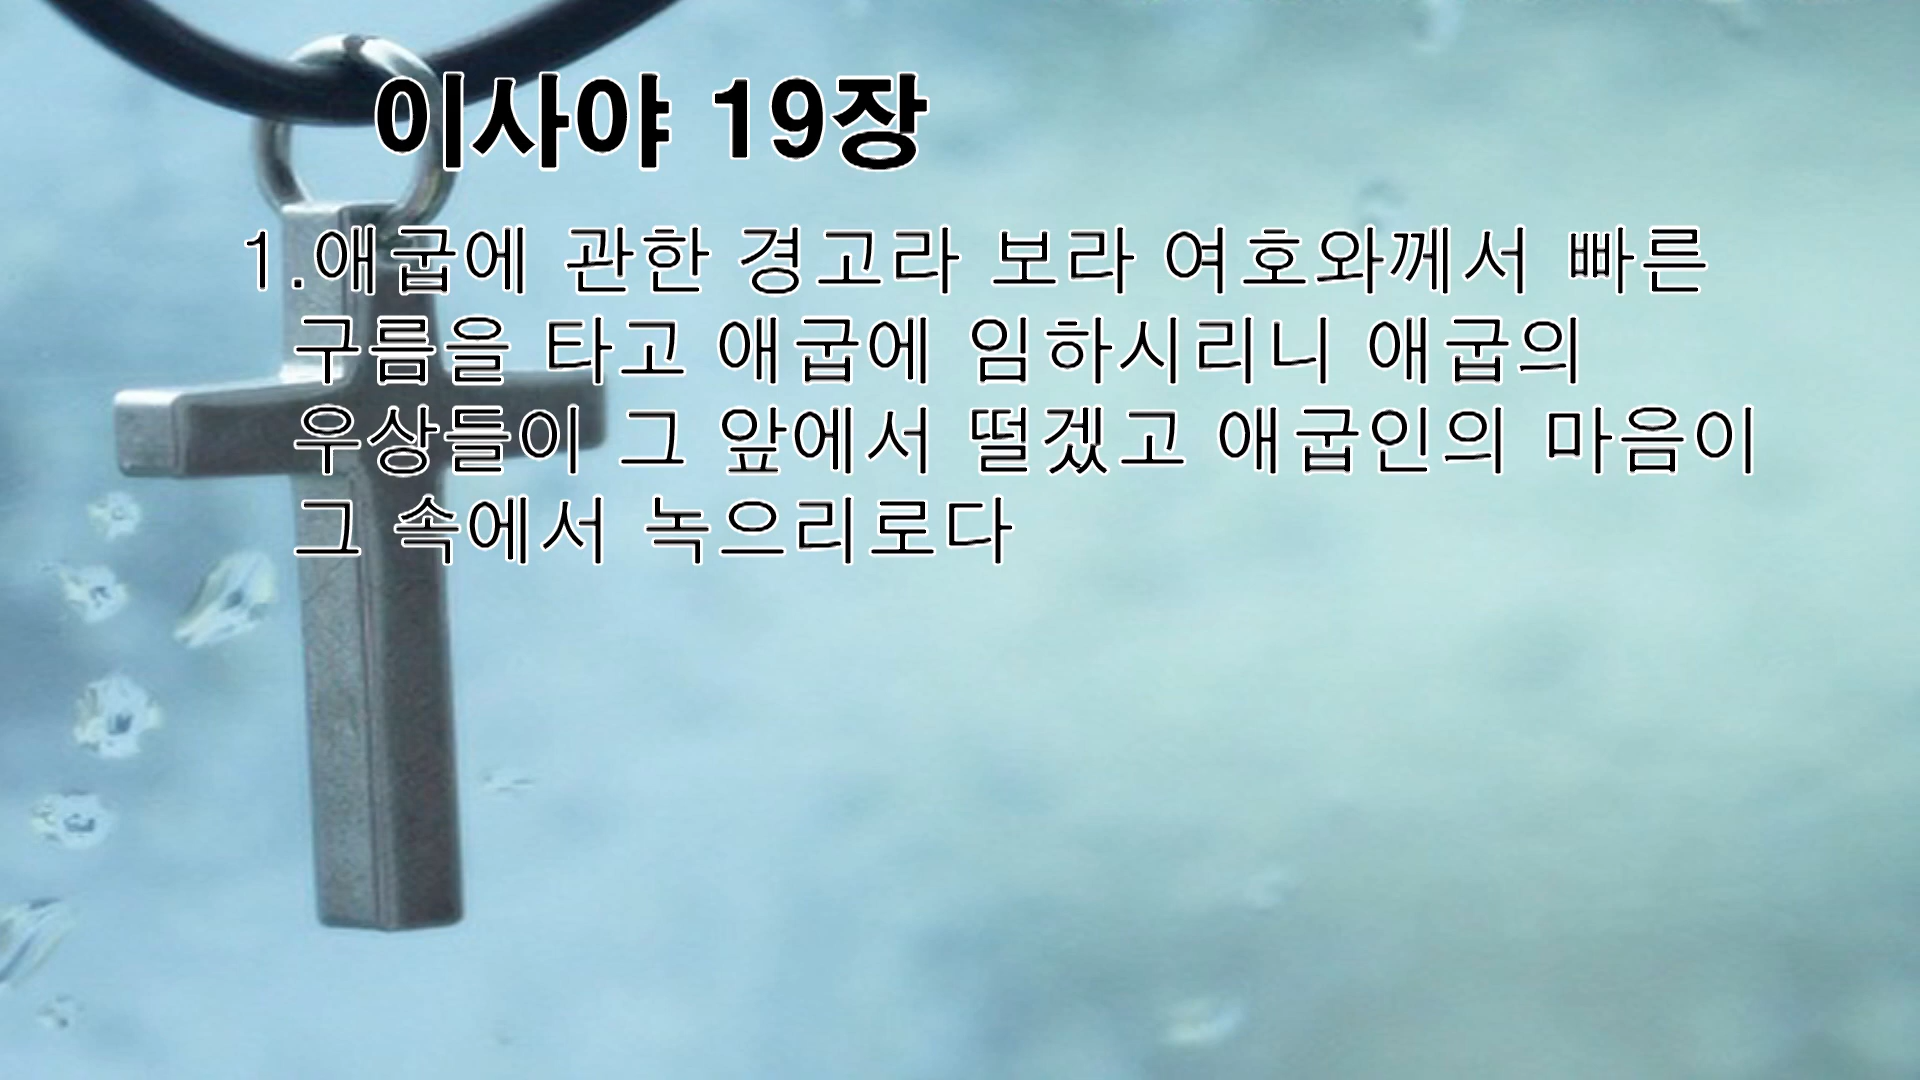 이사야 19장
1.애굽에 관한 경고라 보라 여호와께서 빠른
구름을 타고 애굽에 임하시리니 애굽의
우상들이 그 앞에서 떨겠고 애굽인의 마음이
그 속에서 녹으리로다